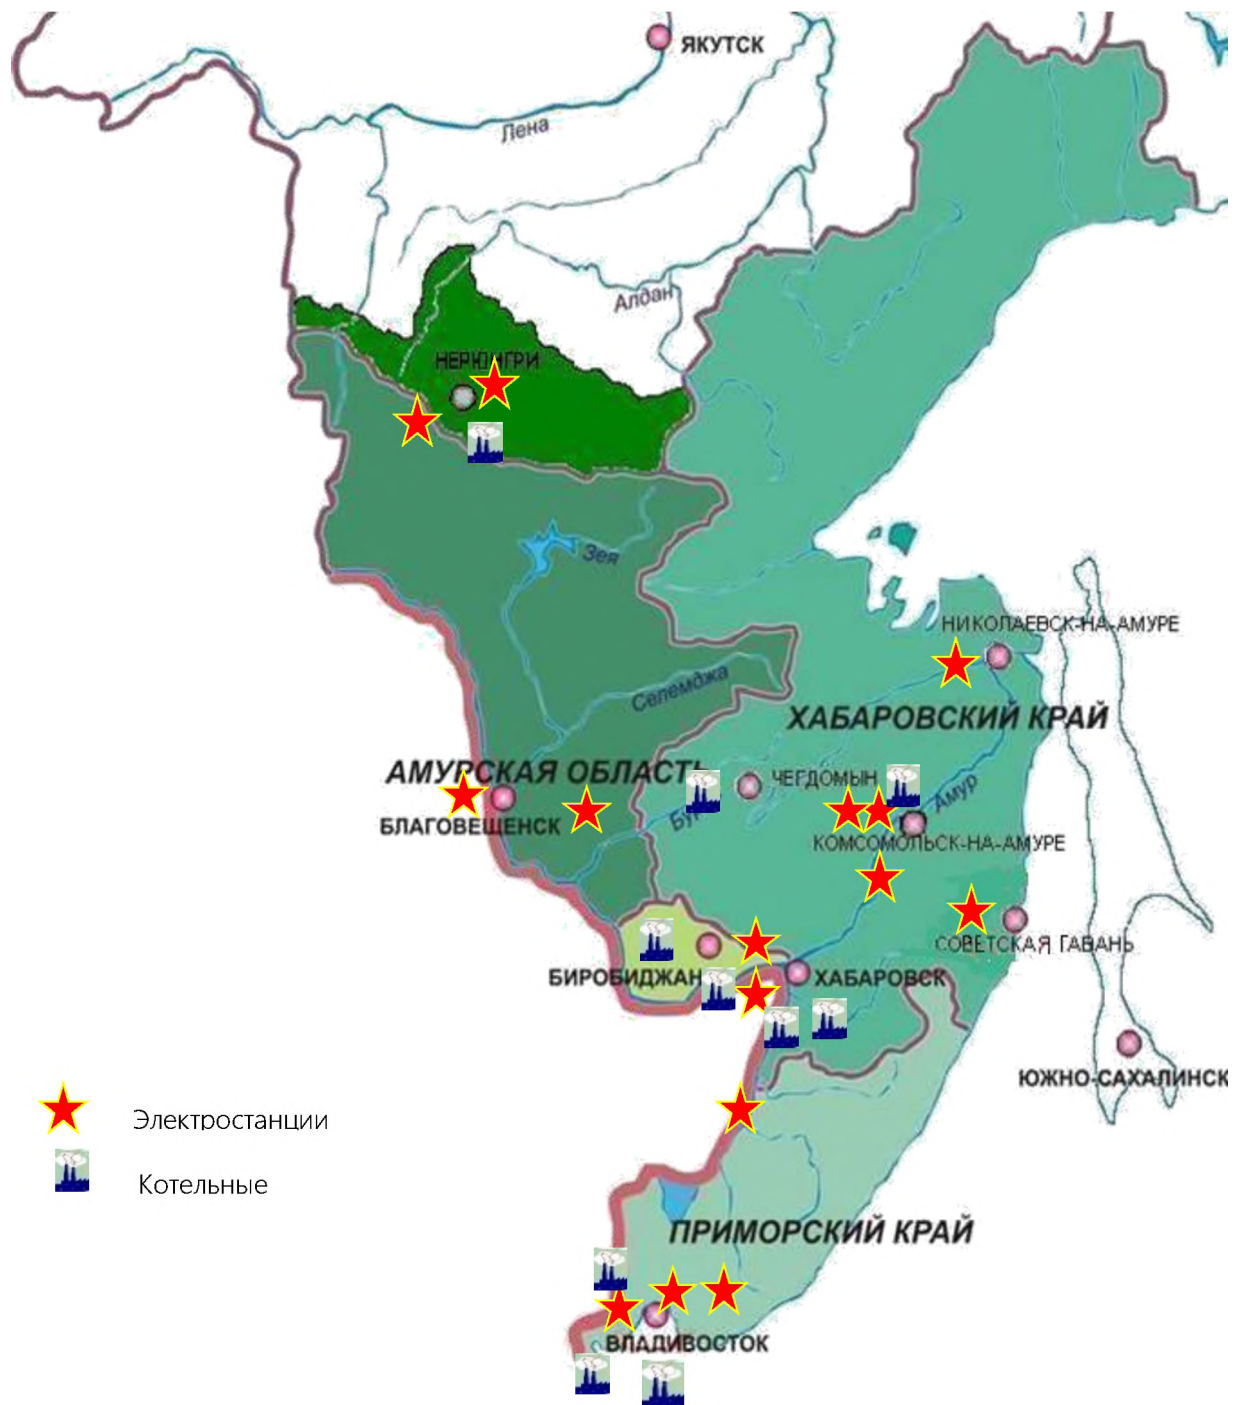 ЯКУТСК
Лена
Алдан
НЕРЮНГРИ
Зея
НИКОЛАЕВСК-НА-АМУРЕ
Селемджа
ХАБАРОВСКИЙ КРАЙ
АМУРСКАЯ ОБЛАСТЬ
ЧЕГДОМЫН
Амур
БЛАГОВЕЩЕНСК
КОМСОМОЛЬСК-НА-АМУРЕ
СОВЕТСКАЯ ГАВАНЬ
БИРОБИДЖАН
ХАБАРОВСК
ЮЖНО-САХАЛИНСК
Электростанции
Котельные
ПРИМОРСКИЙ КРАЙ
ВЛАДИВОСТОК